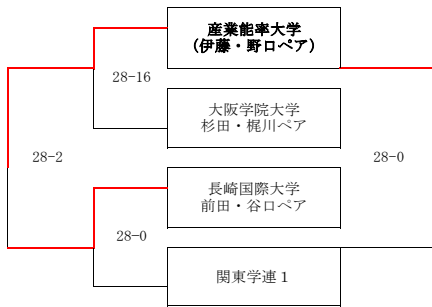 産業能率大学
（伊藤・野口ペア）
28-16
大阪学院大学
杉田・梶川ペア
28-2
28-0
長崎国際大学
前田・谷口ペア
28-0
関東学連１